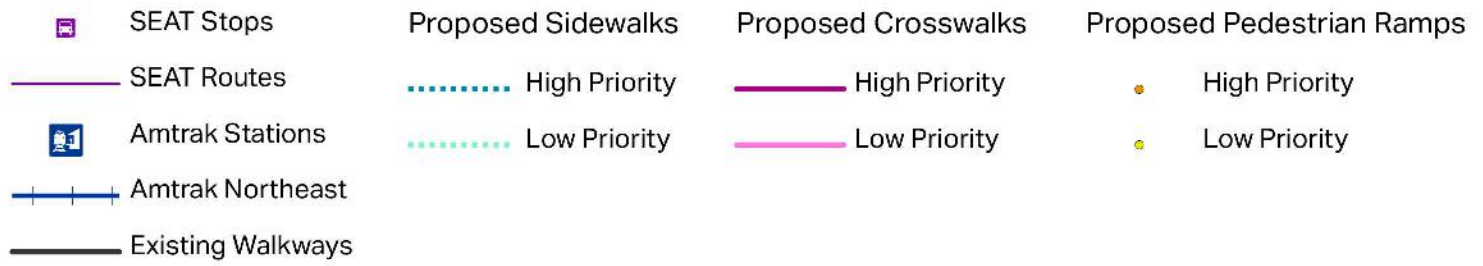 SEAT Stops
SEAT Routes
Amtrak Stations
Amtrak Northeast
Existing Walkways
Proposed Sidewalks
High Priority
Low Priority
Proposed Crosswalks
High Priority
Low Priority
Proposed Pedestrian Ramps
High Priority
Low Priority